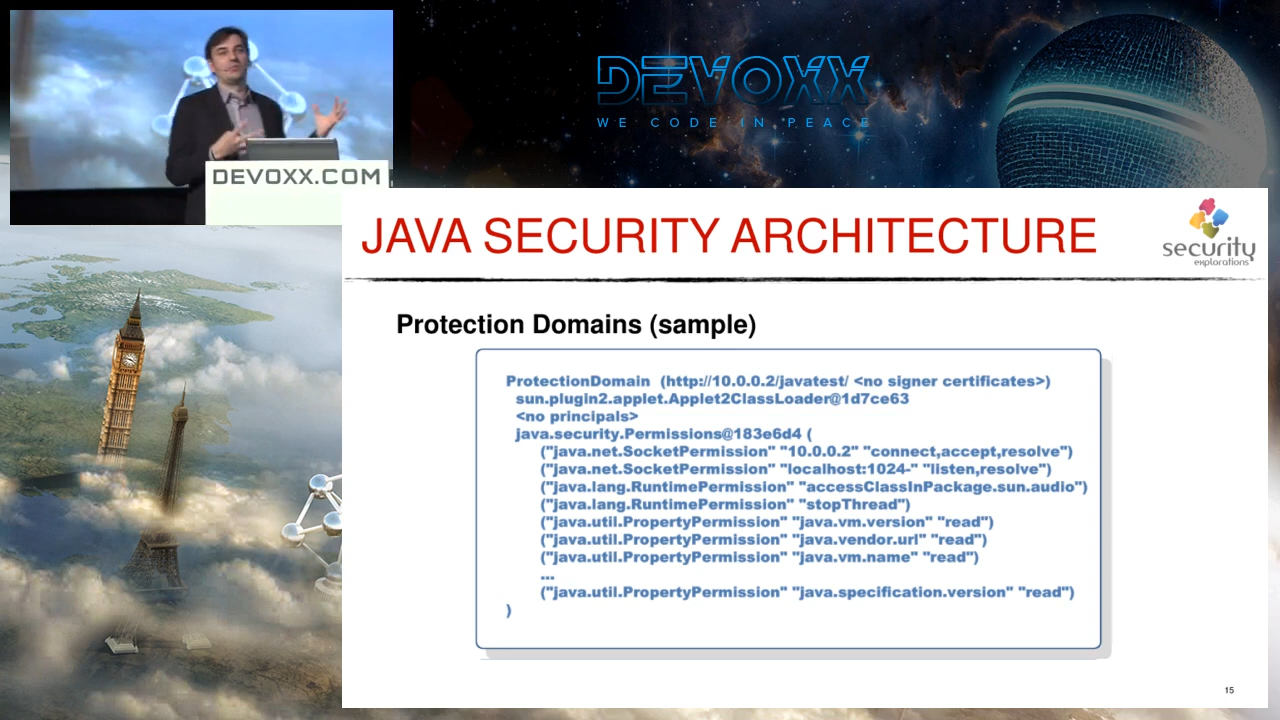 DEVOXX
WE CODE IN PEACE
DEVOXX.COM
JAVA SECURITY ARCHITECTURE
security
explorations
Protection Domains (sample)
ProtectionDomain (http://10.0.0.2/javatest/ <no signer certificates>)
sun.plugin2.applet.Applet2ClassLoader@1d7ce63
<no principals>
java.security.Permissions@183e6d4 (
("java.net.SocketPermission" "10.0.0.2" "connect,accept,resolve")
("java.net.SocketPermission" "localhost:1024-" "listen,resolve")
("java.lang.RuntimePermission" "accessClassInPackage.sun.audio")
("java.lang.RuntimePermission" "stopThread")
("java.util.PropertyPermission" "java.vm.version" "read")
("java.util.PropertyPermission" "java.vendor.url" "read")
("java.util.PropertyPermission" "java.vm.name" "read")
...
("java.util.PropertyPermission" "java.specification.version" "read")
)
15